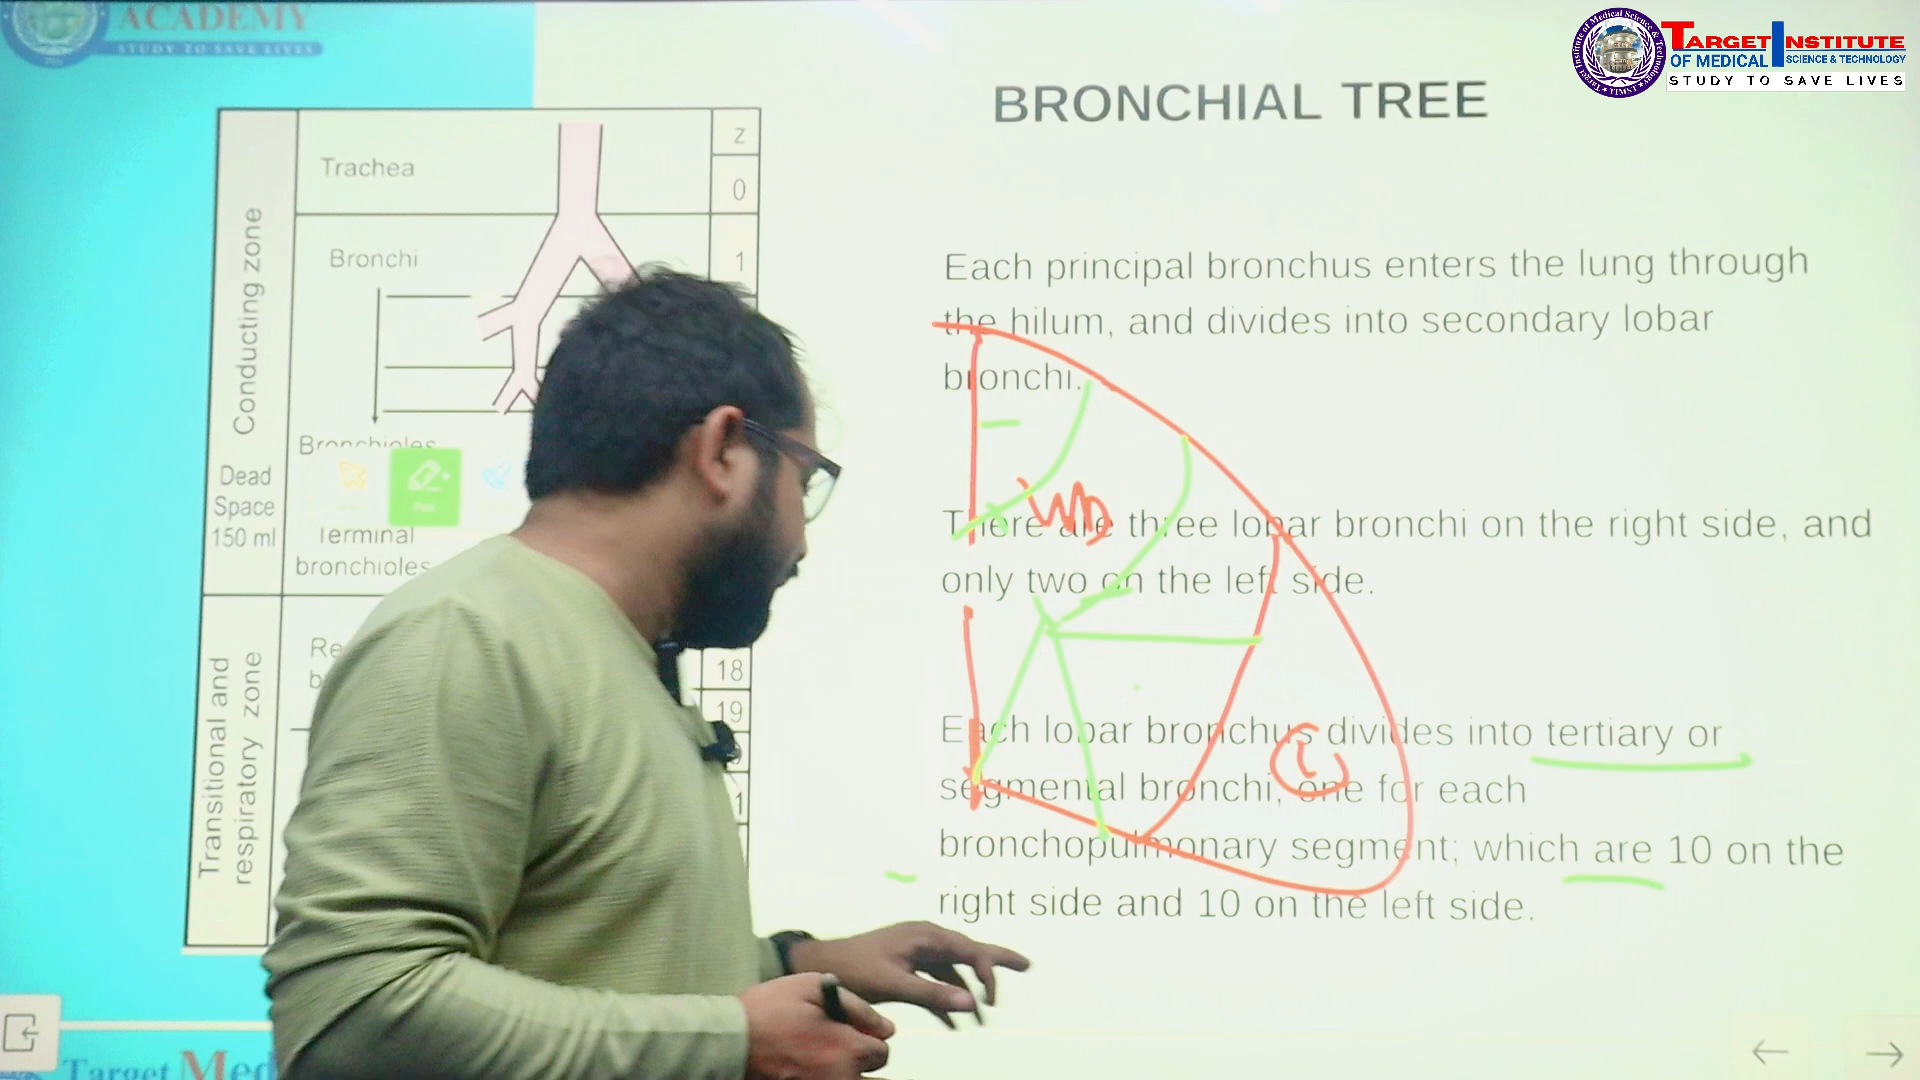 ACADEMY
STUDY TO SAVE LIVES
TARGET INSTITUTE
OF MEDICAL SCIENCE & TECHNOLOGY
STUDY TO SAVE LIVES
BRONCHIAL TREE
Conducting zone
Dead
Space
150 ml
Transitional and
respiratory zone
Trachea
Bronchi
Bronchioles
Terminal
bronchioles
z
0
1
18
19
Each principal bronchus enters the lung through
the hilum, and divides into secondary lobar
bronchi.
There are three lobar bronchi on the right side, and
only two on the left side.
Each lobar bronchus divides into tertiary or
segmental bronchi, one for each
bronchopulmonary segment; which are 10 on the
right side and 10 on the left side.
Target Med